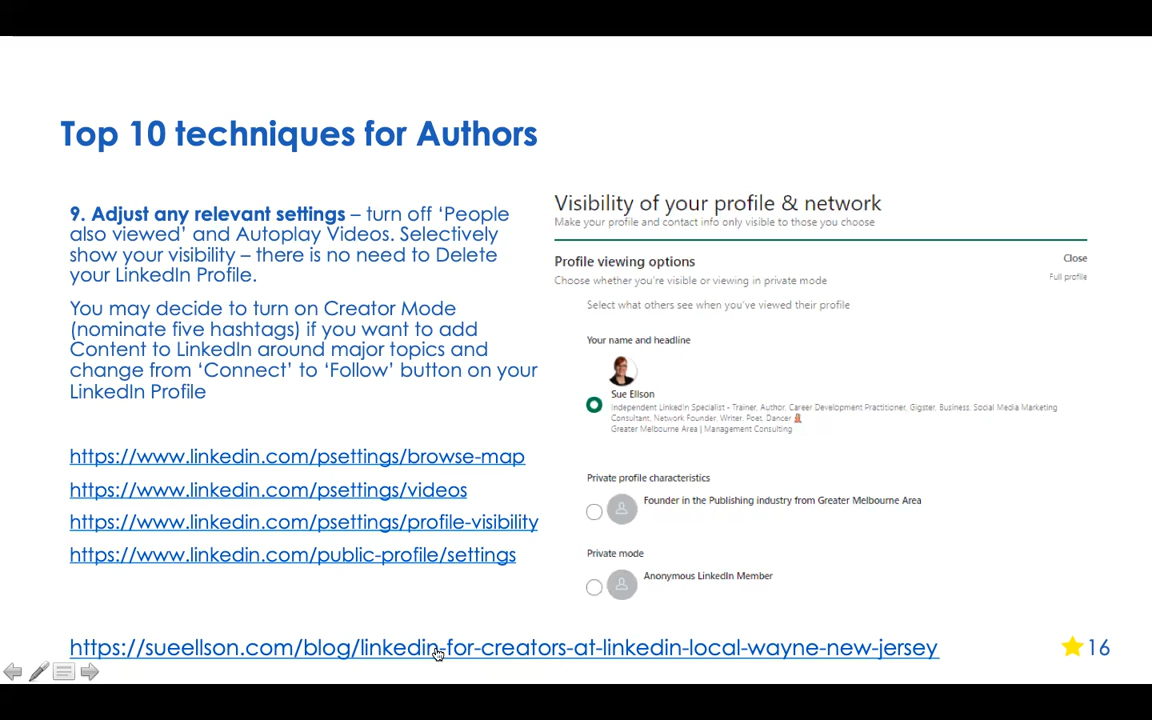 Top 10 techniques for Authors
9. Adjust any relevant settings – turn off ‘People
also viewed’ and Autoplay Videos. Selectively
show your visibility – there is no need to Delete
your LinkedIn Profile.
You may decide to turn on Creator Mode
(nominate five hashtags) if you want to add
Content to LinkedIn around major topics and
change from ‘Connect’ to ‘Follow’ button on your
LinkedIn Profile
https://www.linkedin.com/psettings/browse-map
https://www.linkedin.com/psettings/videos
https://www.linkedin.com/psettings/profile-visibility
https://www.linkedin.com/public-profile/settings
Visibility of your profile & network
Make your profile and contact info only visible to those you choose
Profile viewing options
Close
Choose whether you're visible or viewing in private mode
Full profile
Select what others see when you've viewed their profile
Your name and headline
Sue Ellson
Independent LinkedIn Specialist - Trainer, Author, Career Development Practitioner, Gigster, Business, Social Media Marketing
Consultant, Network Founder, Writer, Poet, Dancer
Greater Melbourne Area | Management Consulting
Private profile characteristics
Founder in the Publishing industry from Greater Melbourne Area
Private mode
Anonymous LinkedIn Member
https://sueellson.com/blog/linkedin-for-creators-at-linkedin-local-wayne-new-jersey
16